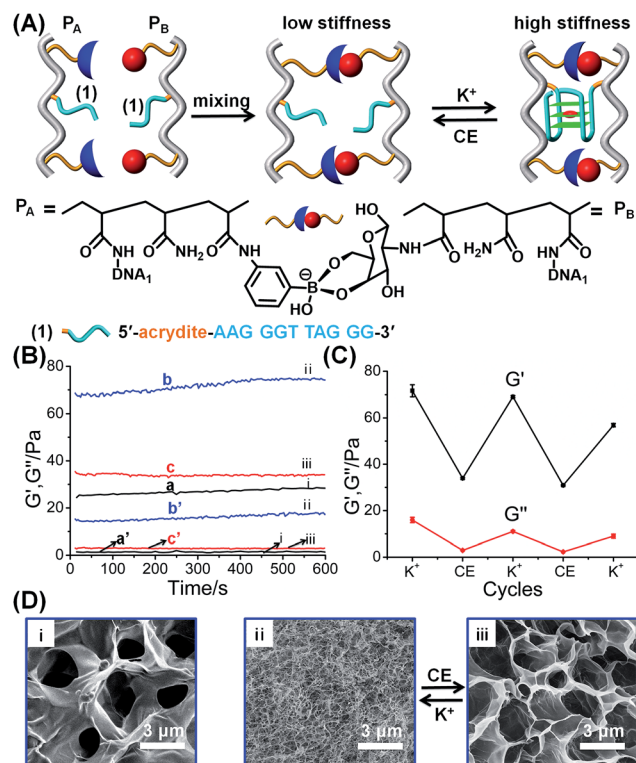 (A)
P_A P_B low stiffness high stiffness
(1) (1) mixing K⁺
CE
P_A = = P_B
HO OH
O
O NH₂ O O NH O H₂N O HN O
NH NH
DNA₁ DNA₁
⊖
B O OH
HO O
(1) 5′-acrydite-AAG GGT TAG GG-3′
(B)
80
60
40
20
0
G′, G″/Pa
b ii
c iii
a i
b′ ii
a′ c′ i iii
0 100 200 300 400 500 600
Time/s
(C)
80
60
40
20
0
G′, G″/Pa
G′
G″
K⁺ CE K⁺ CE K⁺
Cycles
(D)
i ii iii
CE
K⁺
3 μm 3 μm 3 μm